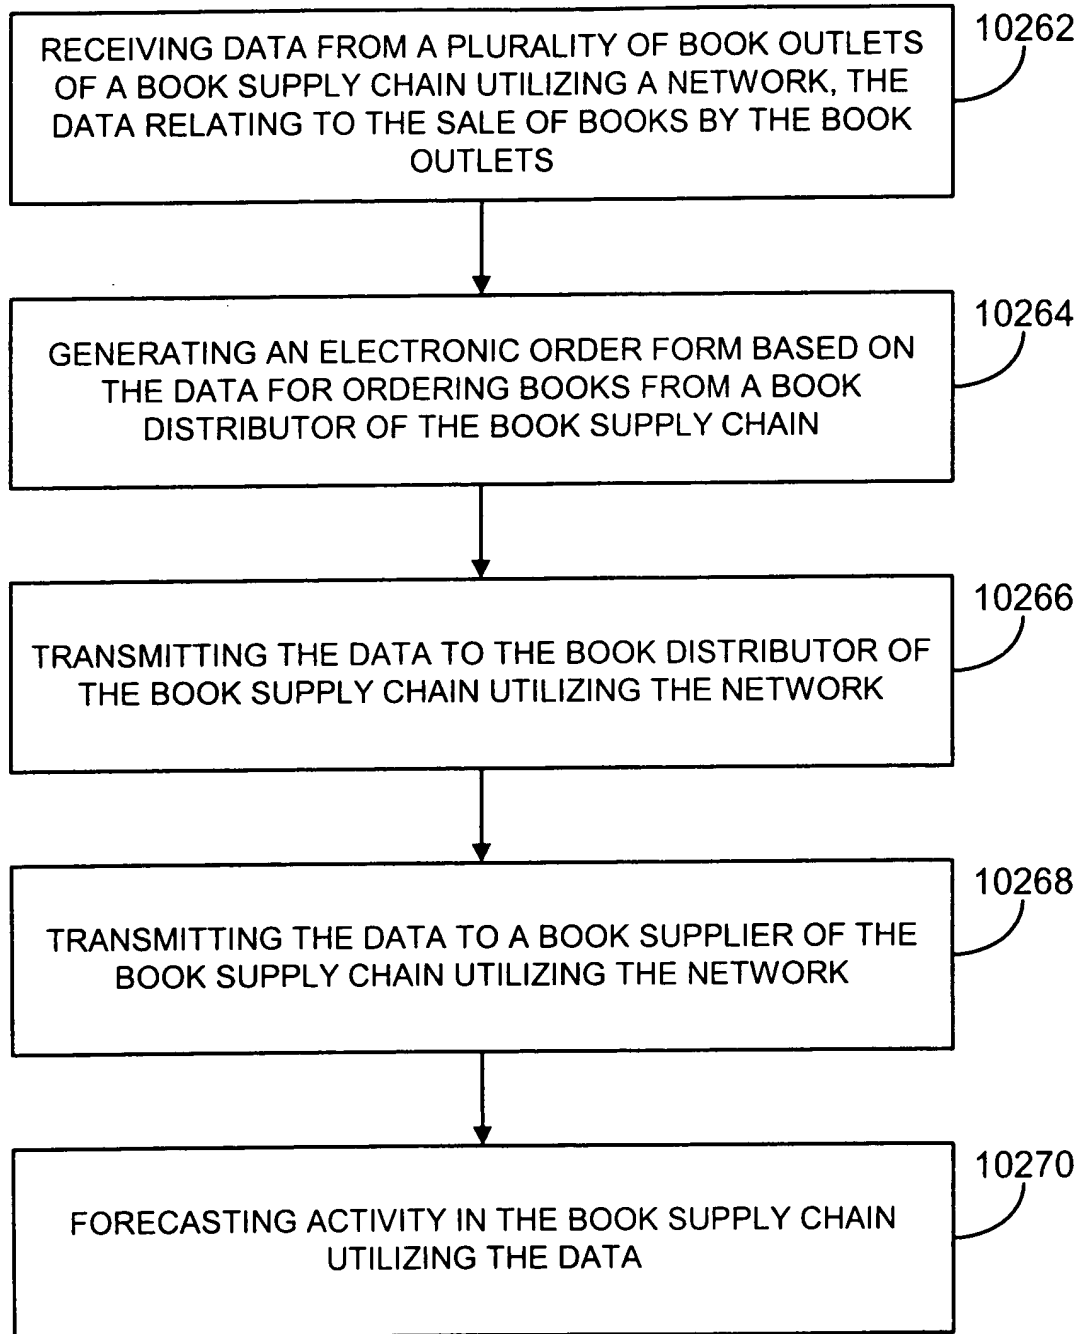 10262
RECEIVING DATA FROM A PLURALITY OF BOOK OUTLETS
OF A BOOK SUPPLY CHAIN UTILIZING A NETWORK, THE
DATA RELATING TO THE SALE OF BOOKS BY THE BOOK
OUTLETS
10264
GENERATING AN ELECTRONIC ORDER FORM BASED ON
THE DATA FOR ORDERING BOOKS FROM A BOOK
DISTRIBUTOR OF THE BOOK SUPPLY CHAIN
10266
TRANSMITTING THE DATA TO THE BOOK DISTRIBUTOR OF
THE BOOK SUPPLY CHAIN UTILIZING THE NETWORK
10268
TRANSMITTING THE DATA TO A BOOK SUPPLIER OF THE
BOOK SUPPLY CHAIN UTILIZING THE NETWORK
10270
FORECASTING ACTIVITY IN THE BOOK SUPPLY CHAIN
UTILIZING THE DATA